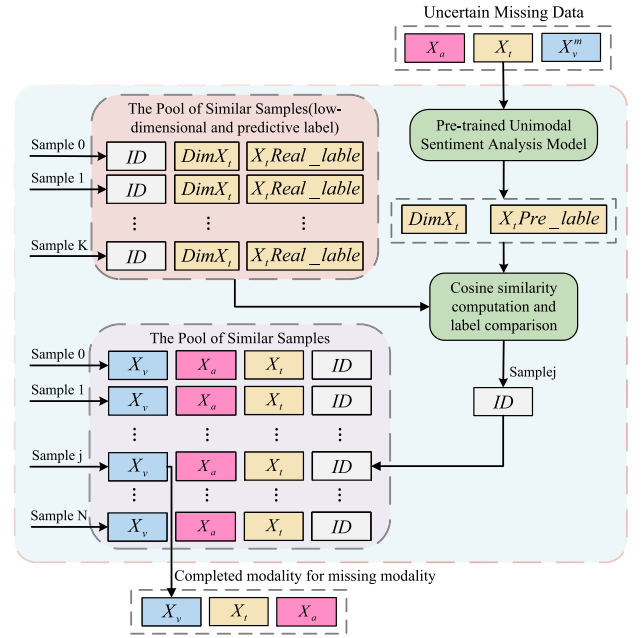 Uncertain Missing Data
X_a X_t X_v^m
The Pool of Similar Samples(low-
dimensional and predictive label)
Pre-trained Unimodal
Sentiment Analysis Model
Sample 0
ID DimX_t X_tReal_lable
Sample 1
ID DimX_t X_tReal_lable
⋮ ⋮ ⋮
Sample K
ID DimX_t X_tReal_lable
DimX_t X_tPre_lable
Cosine similarity
computation and
label comparison
The Pool of Similar Samples
Sample 0
X_v X_a X_t ID
Samplej
ID
Sample 1
X_v X_a X_t ID
⋮ ⋮ ⋮ ⋮
Sample j
X_v X_a X_t ID
⋮ ⋮ ⋮ ⋮
Sample N
X_v X_a X_t ID
Completed modality for missing modality
X_v X_t X_a